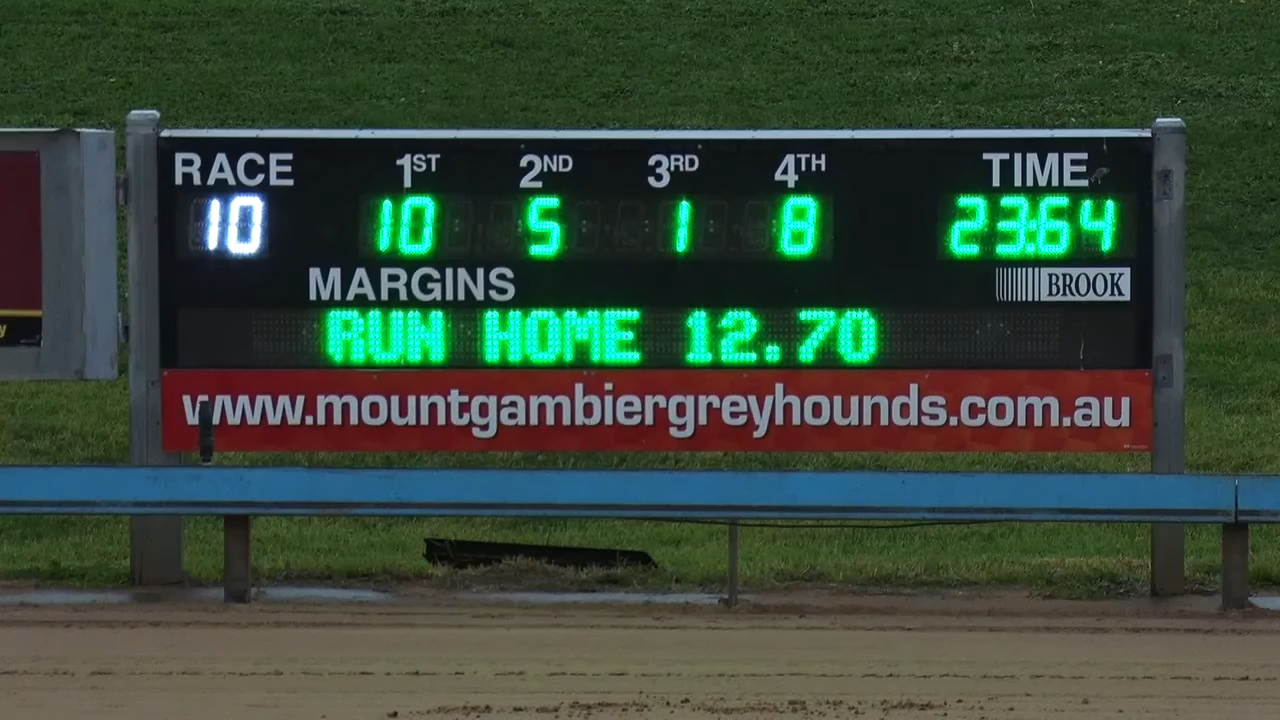 RACE 1ST 2ND 3RD 4TH TIME
10 10 5 1 8 23.64
MARGINS BROOK
RUN HOME 12.70
www.mountgambiergreyhounds.com.au